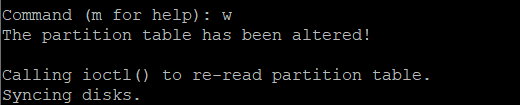 Command (m for help): w
The partition table has been altered!
Calling ioctl() to re-read partition table.
Syncing disks.